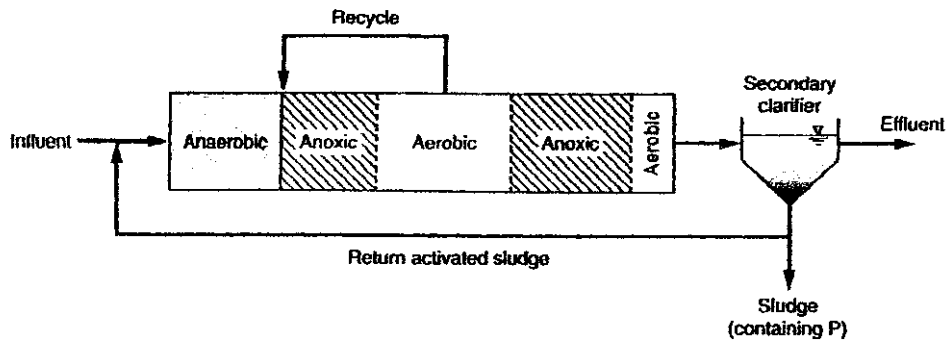 Recycle
Secondary
clarifier
Influent
Anaerobic
Anoxic
Aerobic
Anoxic
Aerobic
Effluent
Return activated sludge
Sludge
(containing P)